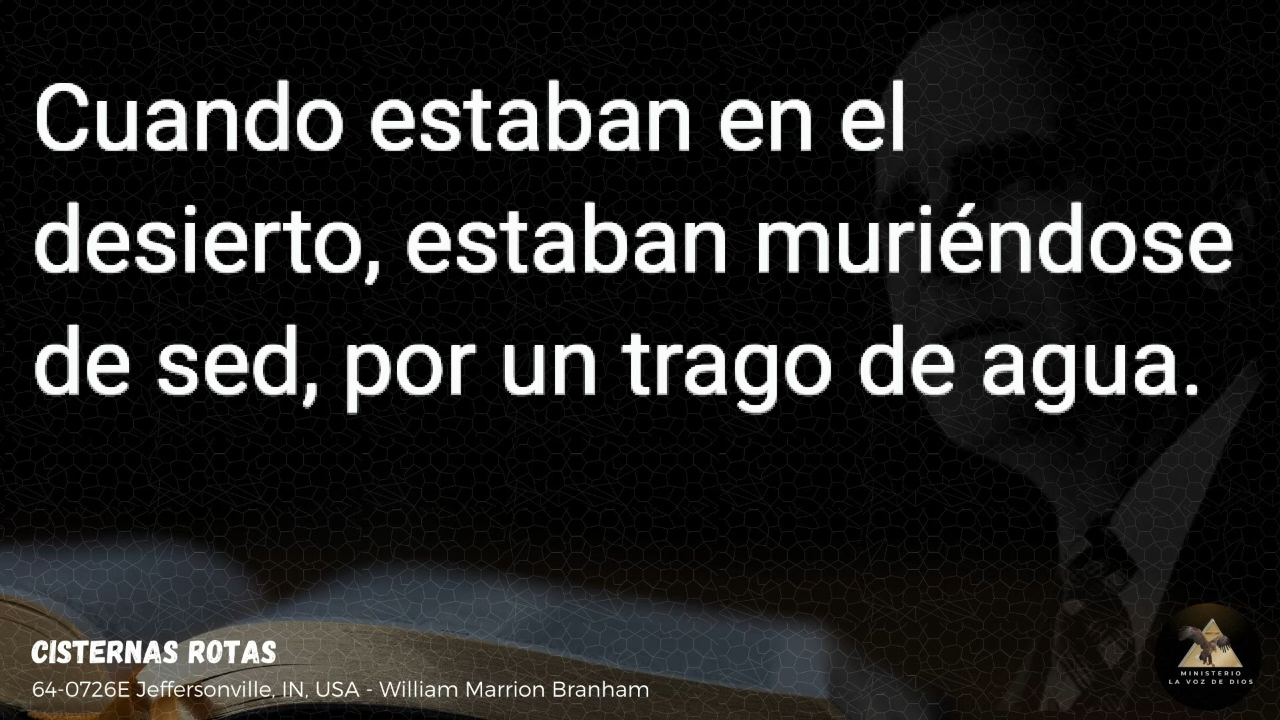 Cuando estaban en el
desierto, estaban muriéndose
de sed, por un trago de agua.
CISTERNAS ROTAS
64-0726E Jeffersonville, IN, USA - William Marrion Branham
MINISTERIO
LA VOZ DE DIOS